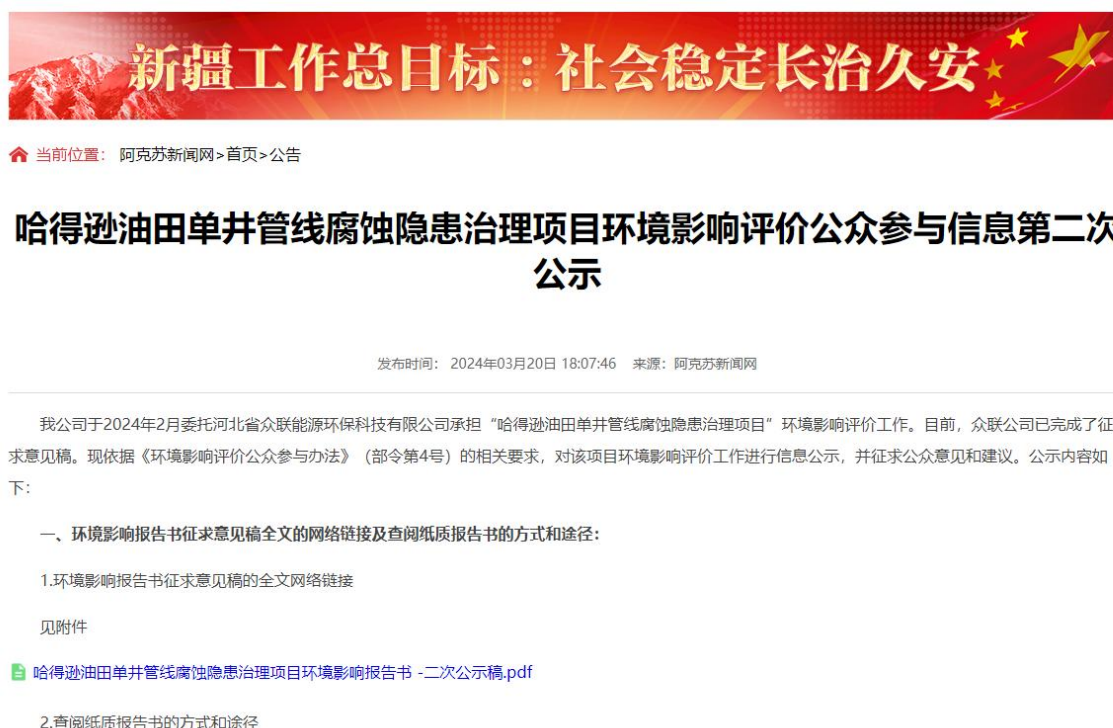 新疆工作总目标：社会稳定长治久安
当前位置： 阿克苏新闻网>首页>公告
哈得逊油田单井管线腐蚀隐患治理项目环境影响评价公众参与信息第二次
公示
发布时间： 2024年03月20日 18:07:46 来源：阿克苏新闻网
我公司于2024年2月委托河北省众联能源环保科技有限公司承担“哈得逊油田单井管线腐蚀隐患治理项目”环境影响评价工作。目前，众联公司已完成了征
求意见稿。现依据《环境影响评价公众参与办法》（部令第4号）的相关要求，对该项目环境影响评价工作进行信息公示，并征求公众意见和建议。公示内容如
下：
一、环境影响报告书征求意见稿全文的网络链接及查阅纸质报告书的方式和途径：
1.环境影响报告书征求意见稿的全文网络链接
见附件
哈得逊油田单井管线腐蚀隐患治理项目环境影响报告书 -二次公示稿.pdf
2.查阅纸质报告书的方式和途径